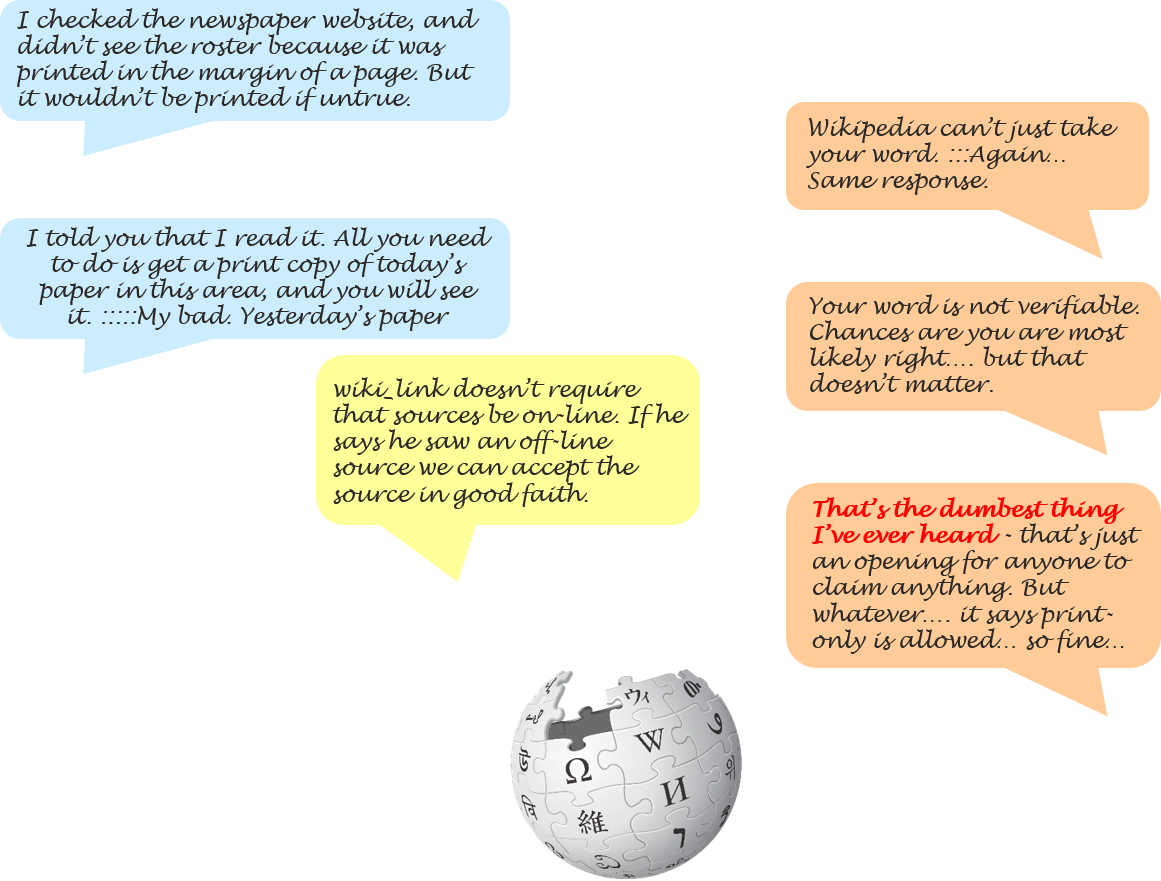 I checked the newspaper website, and
didn't see the roster because it was
printed in the margin of a page. But
it wouldn't be printed if untrue.
Wikipedia can't just take
your word. :::Again...
Same response.
I told you that I read it. All you need
to do is get a print copy of today's
paper in this area, and you will see
it. :::::My bad. Yesterday's paper
Your word is not verifiable.
Chances are you are most
likely right.... but that
doesn't matter.
wiki_link doesn't require
that sources be on-line. If he
says he saw an off-line
source we can accept the
source in good faith.
That's the dumbest thing
I've ever heard - that's just
an opening for anyone to
claim anything. But
whatever.... it says print-
only is allowed... so fine...
ウィ
W
Ω
И
維